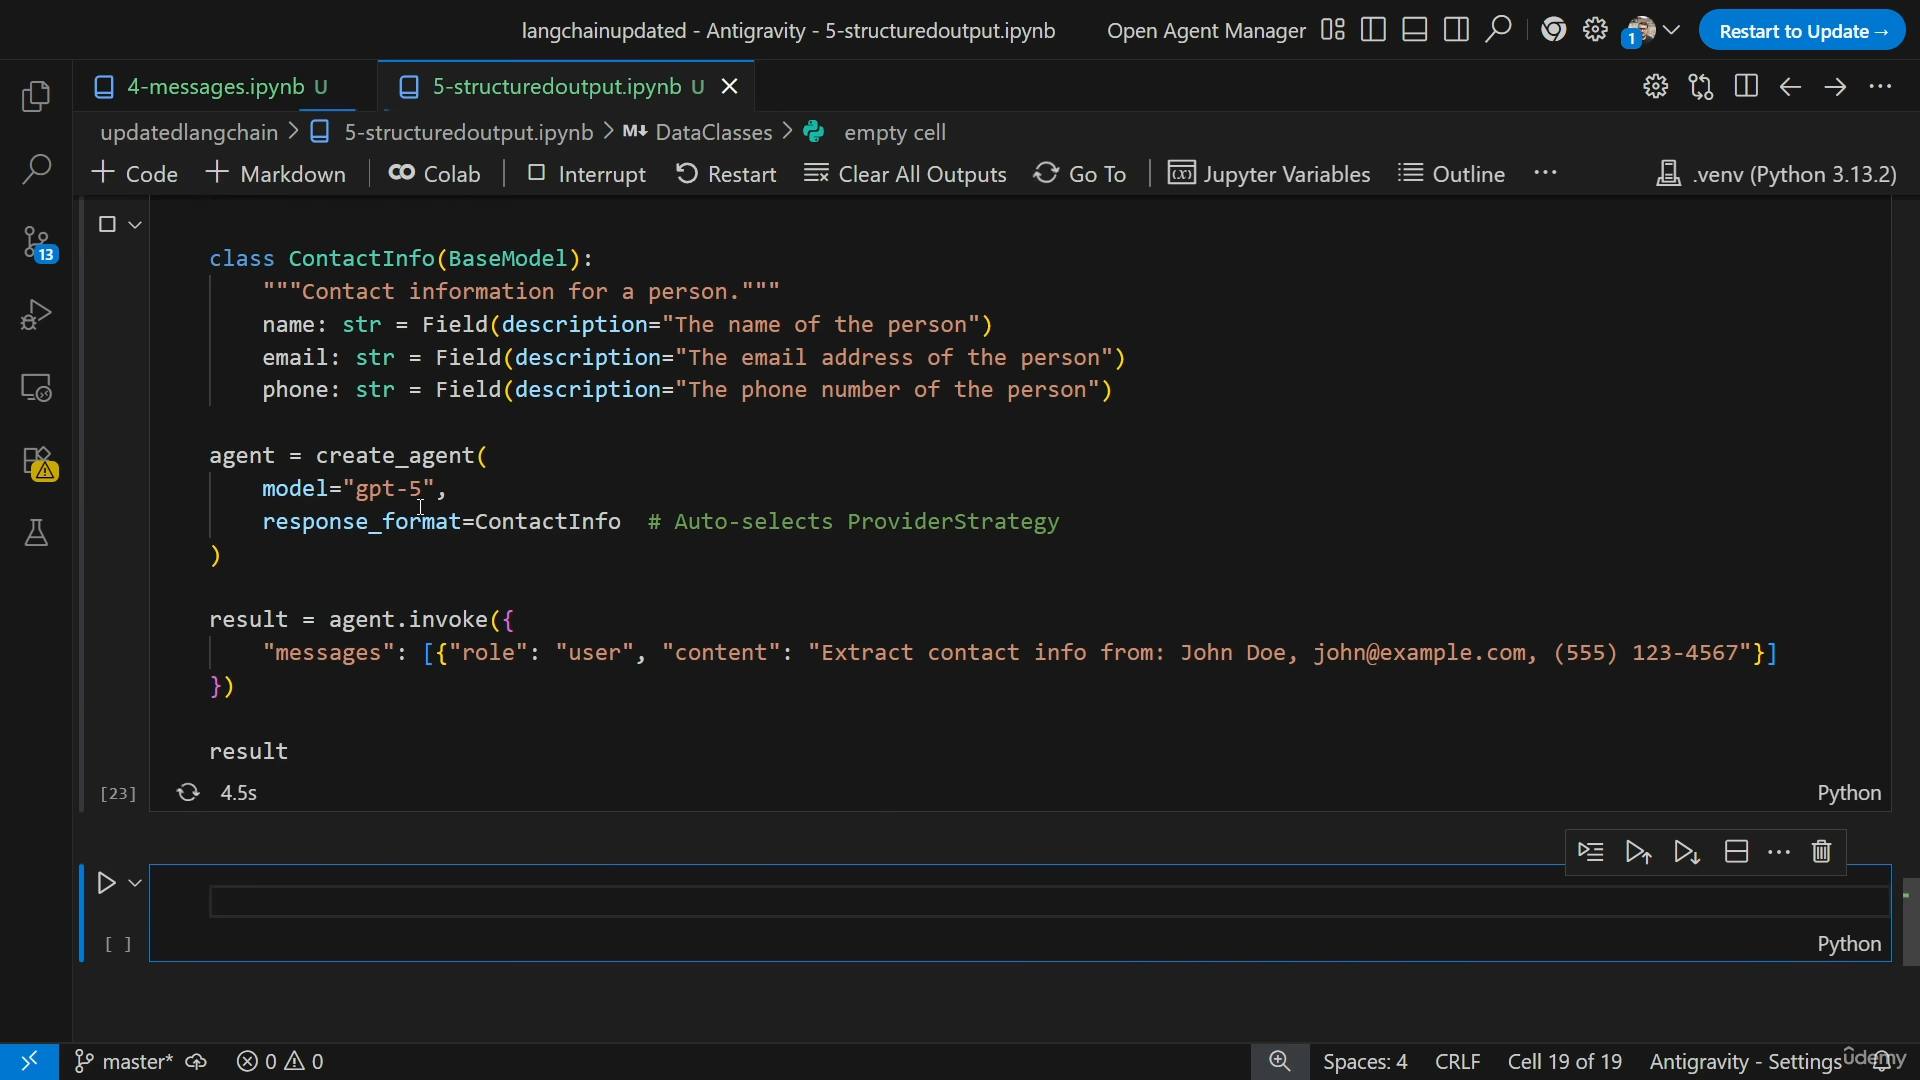 langchainupdated - Antigravity - 5-structuredoutput.ipynb
Open Agent Manager
1
Restart to Update →
4-messages.ipynb U
5-structuredoutput.ipynb U
updatedlangchain > 5-structuredoutput.ipynb > M↓ DataClasses > empty cell
+ Code + Markdown Colab Interrupt Restart Clear All Outputs Go To Jupyter Variables Outline ... .venv (Python 3.13.2)
13
class ContactInfo(BaseModel):
    """Contact information for a person."""
    name: str = Field(description="The name of the person")
    email: str = Field(description="The email address of the person")
    phone: str = Field(description="The phone number of the person")
agent = create_agent(
    model="gpt-5",
    response_format=ContactInfo  # Auto-selects ProviderStrategy
)
result = agent.invoke({
    "messages": [{"role": "user", "content": "Extract contact info from: John Doe, john@example.com, (555) 123-4567"}]
})
result
[23] 4.5s Python
[ ] Python
master* 0 0 Spaces: 4 CRLF Cell 19 of 19 Antigravity - Settings
ûdemy